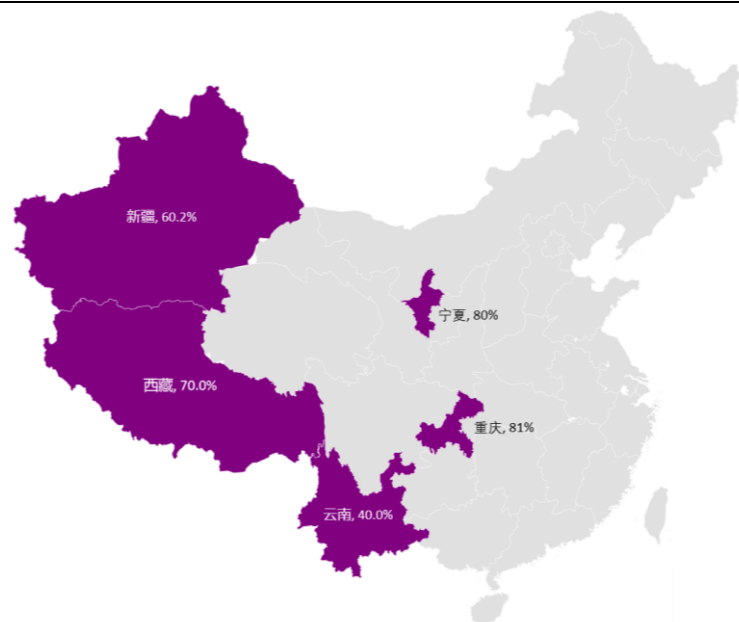 新疆, 60.2%
宁夏, 80%
西藏, 70.0%
重庆, 81%
云南, 40.0%